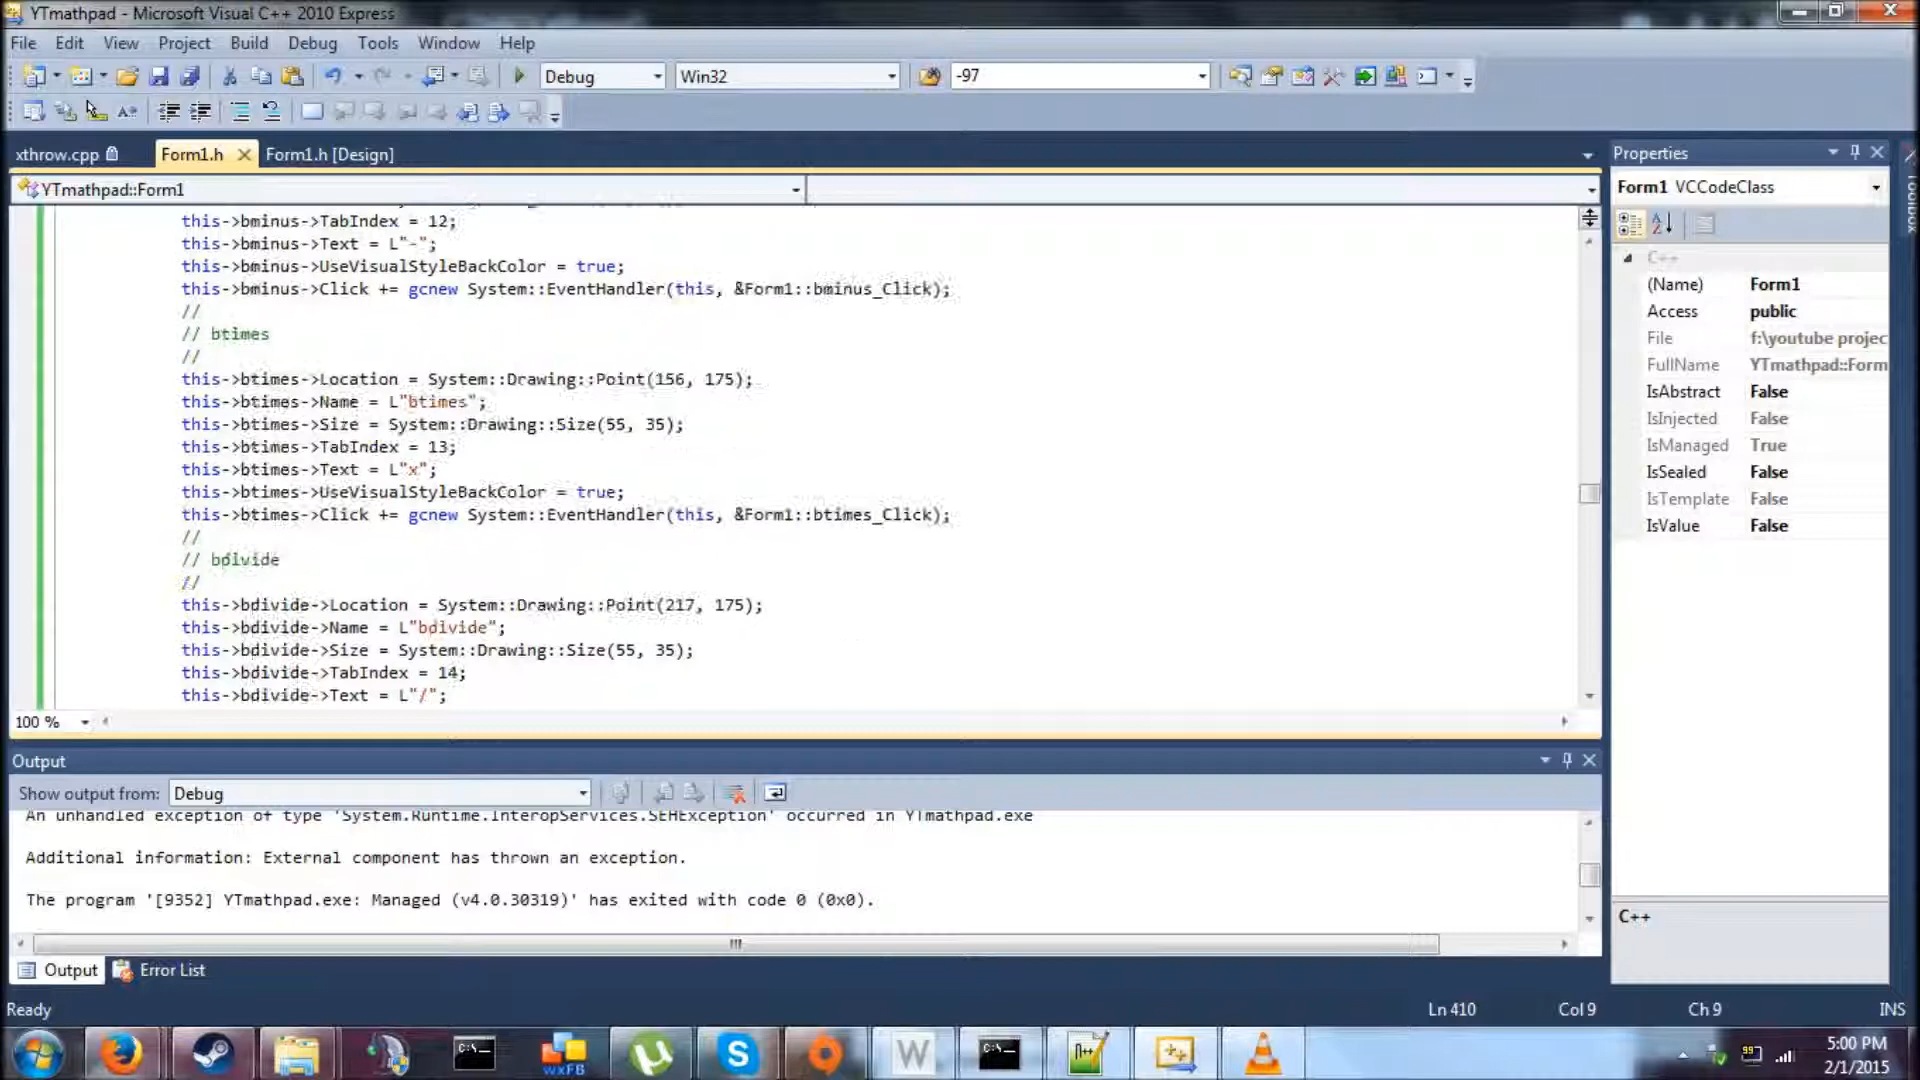 YTmathpad - Microsoft Visual C++ 2010 Express
File Edit View Project Build Debug Tools Window Help
Debug Win32 -97
xthrow.cpp Form1.h Form1.h [Design]
YTmathpad::Form1
this->bminus->TabIndex = 12;
this->bminus->Text = L"-";
this->bminus->UseVisualStyleBackColor = true;
this->bminus->Click += gcnew System::EventHandler(this, &Form1::bminus_Click);
//
// btimes
//
this->btimes->Location = System::Drawing::Point(156, 175);
this->btimes->Name = L"btimes";
this->btimes->Size = System::Drawing::Size(55, 35);
this->btimes->TabIndex = 13;
this->btimes->Text = L"x";
this->btimes->UseVisualStyleBackColor = true;
this->btimes->Click += gcnew System::EventHandler(this, &Form1::btimes_Click);
//
// bdivide
//
this->bdivide->Location = System::Drawing::Point(217, 175);
this->bdivide->Name = L"bdivide";
this->bdivide->Size = System::Drawing::Size(55, 35);
this->bdivide->TabIndex = 14;
this->bdivide->Text = L"/";
100 %
Output
Show output from: Debug
An unhandled exception of type 'System.Runtime.InteropServices.SEHException' occurred in YTmathpad.exe
Additional information: External component has thrown an exception.
The program '[9352] YTmathpad.exe: Managed (v4.0.30319)' has exited with code 0 (0x0).
Output Error List
Properties
Form1 VCCodeClass
C++
(Name) Form1
Access public
File f:\youtube projec
FullName YTmathpad::Form
IsAbstract False
IsInjected False
IsManaged True
IsSealed False
IsTemplate False
IsValue False
C++
Toolbox
Ready Ln 410 Col 9 Ch 9 INS
C:\_
wxFB
S
W
C:\_
99
5:00 PM
2/1/2015